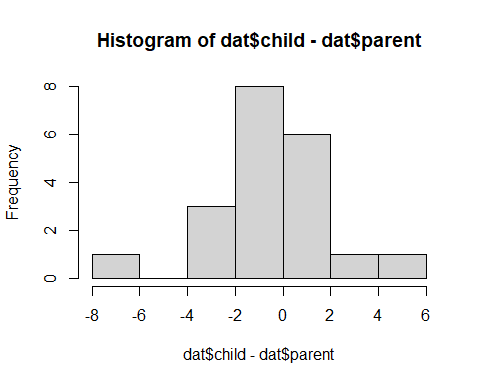 Histogram of dat$child - dat$parent
Frequency
8
6
4
2
0
-8 -6 -4 -2 0 2 4 6
dat$child - dat$parent